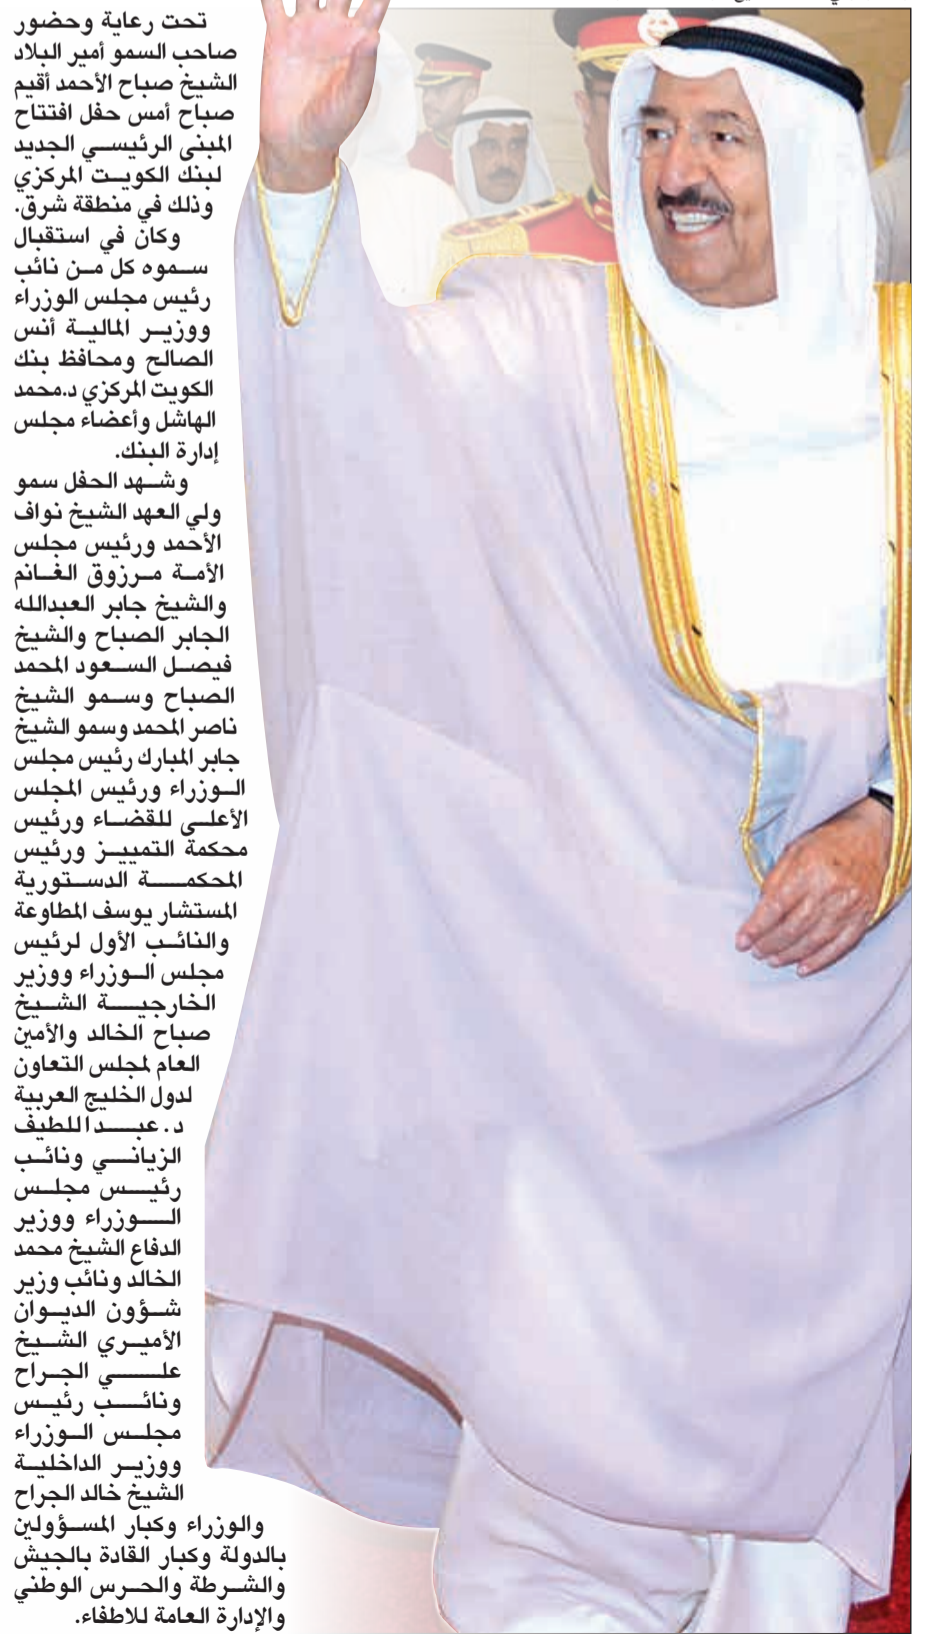 تحت رعاية وحضور
صاحب السمو أمير البلاد
الشيخ صباح الأحمد أقيم
صباح أمس حفل افتتاح
المبنى الرئيسي الجديد
لبنك الكويت المركزي
وذلك في منطقة شرق.
وكان في استقبال
سموه كل من نائب
رئيس مجلس الوزراء
ووزير المالية أنس
الصالح ومحافظ بنك
الكويت المركزي د.محمد
الهاشل وأعضاء مجلس
إدارة البنك.
وشهد الحفل سمو
ولي العهد الشيخ نواف
الأحمد ورئيس مجلس
الأمة مرزوق الغانم
والشيخ جابر العبدالله
الجابر الصباح والشيخ
فيصل السعود المحمد
الصباح وسمو الشيخ
ناصر المحمد وسمو الشيخ
جابر المبارك رئيس مجلس
الوزراء ورئيس المجلس
الأعلى للقضاء ورئيس
محكمة التمييز ورئيس
المحكمة الدستورية
المستشار يوسف المطاوعة
والنائب الأول لرئيس
مجلس الوزراء ووزير
الخارجية الشيخ
صباح الخالد والأمين
العام لمجلس التعاون
لدول الخليج العربية
د. عبداللطيف
الزياني ونائب
رئيس مجلس
الوزراء ووزير
الدفاع الشيخ محمد
الخالد ونائب وزير
شؤون الديوان
الأميري الشيخ
علي الجراح
ونائب رئيس
مجلس الوزراء
ووزير الداخلية
الشيخ خالد الجراح
والوزراء وكبار المسؤولين
بالدولة وكبار القادة بالجيش
والشرطة والحرس الوطني
والإدارة العامة للاطفاء.